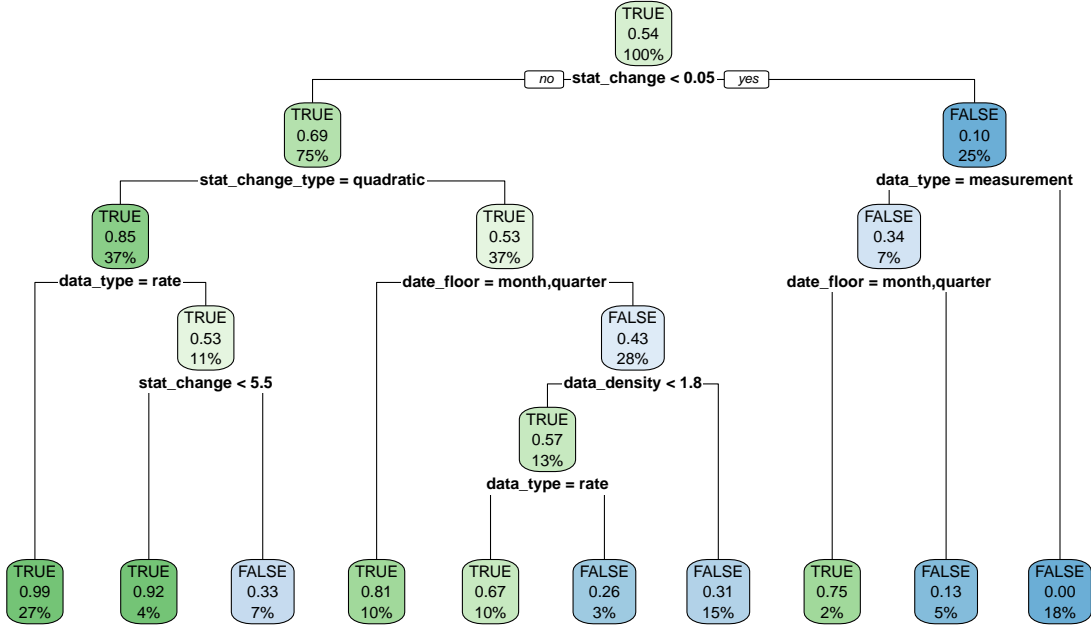 TRUE
0.54
100%
no stat_change < 0.05 yes
TRUE
0.69
75%
FALSE
0.10
25%
stat_change_type = quadratic
data_type = measurement
TRUE
0.85
37%
TRUE
0.53
37%
FALSE
0.34
7%
data_type = rate
date_floor = month,quarter
date_floor = month,quarter
TRUE
0.53
11%
FALSE
0.43
28%
stat_change < 5.5
data_density < 1.8
TRUE
0.57
13%
data_type = rate
TRUE
0.99
27%
TRUE
0.92
4%
FALSE
0.33
7%
TRUE
0.81
10%
TRUE
0.67
10%
FALSE
0.26
3%
FALSE
0.31
15%
TRUE
0.75
2%
FALSE
0.13
5%
FALSE
0.00
18%